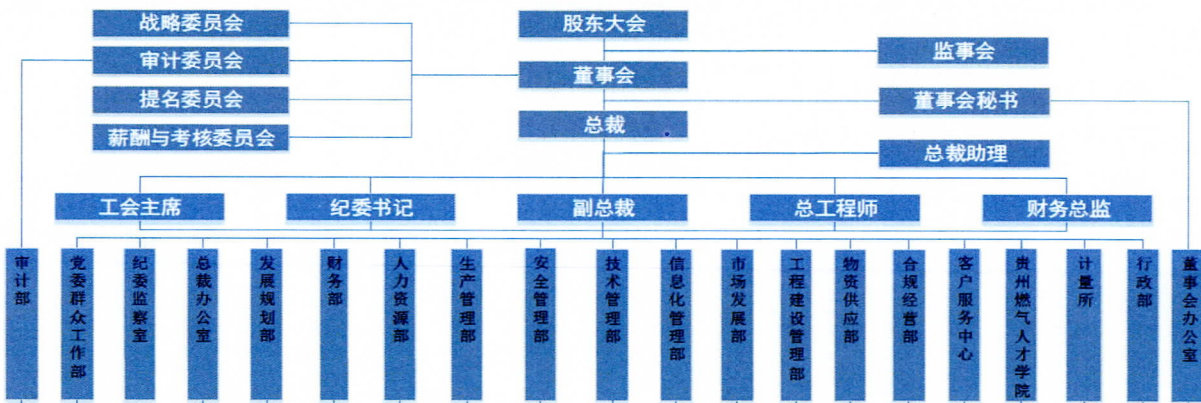 战略委员会
审计委员会
提名委员会
薪酬与考核委员会
股东大会
董事会
总裁
监事会
董事会秘书
总裁助理
工会主席
纪委书记
副总裁
总工程师
财务总监
审计部
党委群众工作部
纪委监察室
总裁办公室
发展规划部
财务部
人力资源部
生产管理部
安全管理部
技术管理部
信息化管理部
市场发展部
工程建设管理部
物资供应部
合规经营部
客户服务中心
贵州燃气人才学院
计量所
行政部
董事会办公室